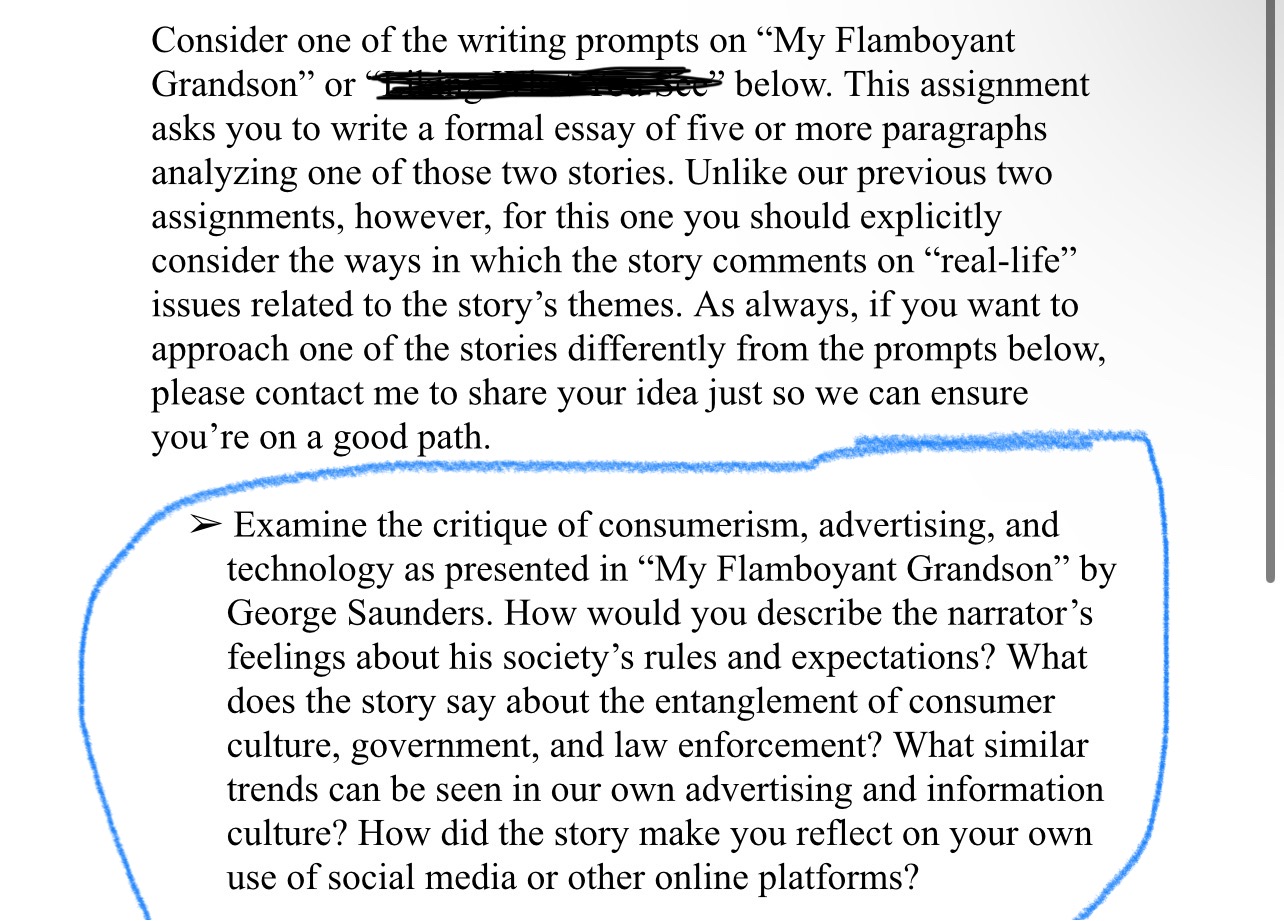 Consider one of the writing prompts on “My Flamboyant
Grandson” or “ ” below. This assignment
asks you to write a formal essay of five or more paragraphs
analyzing one of those two stories. Unlike our previous two
assignments, however, for this one you should explicitly
consider the ways in which the story comments on “real-life”
issues related to the story’s themes. As always, if you want to
approach one of the stories differently from the prompts below,
please contact me to share your idea just so we can ensure
you’re on a good path.
➢ Examine the critique of consumerism, advertising, and
technology as presented in “My Flamboyant Grandson” by
George Saunders. How would you describe the narrator’s
feelings about his society’s rules and expectations? What
does the story say about the entanglement of consumer
culture, government, and law enforcement? What similar
trends can be seen in our own advertising and information
culture? How did the story make you reflect on your own
use of social media or other online platforms?